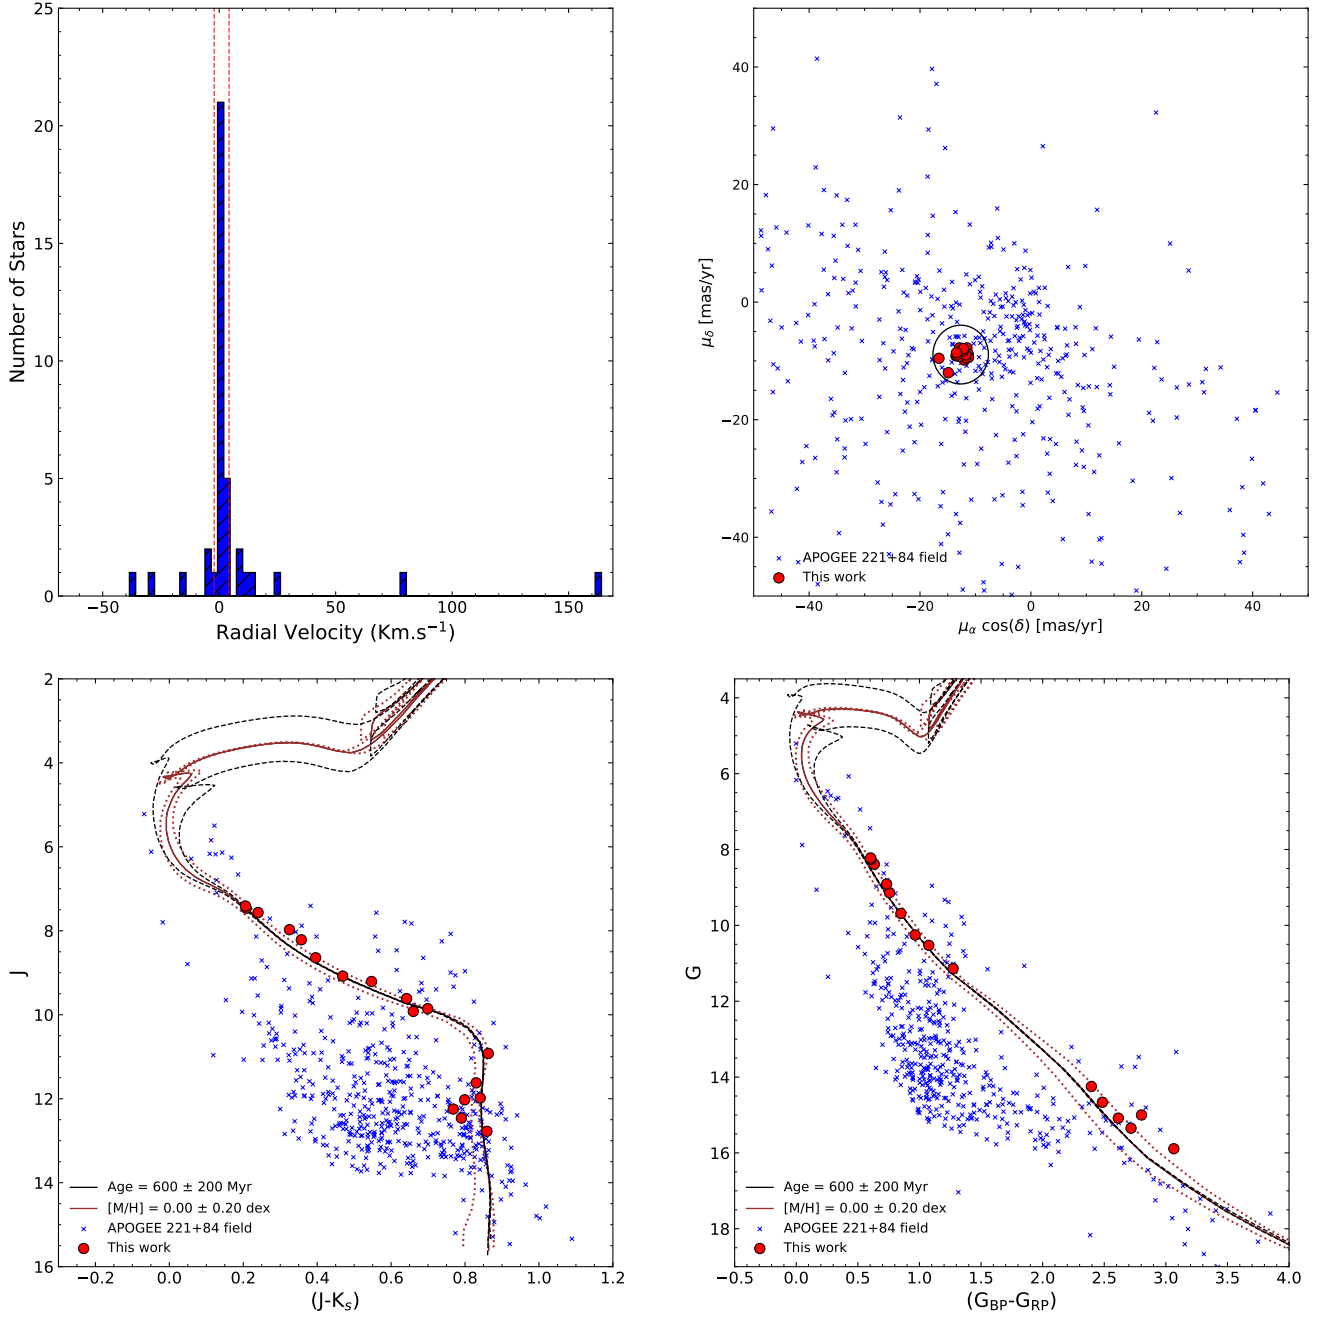 25
20
15
10
5
0
Number of Stars
−50 0 50 100 150
Radial Velocity (Km.s⁻¹)
40
20
0
−20
−40
μδ [mas/yr]
APOGEE 221+84 field
This work
−40 −20 0 20 40
μα cos(δ) [mas/yr]
2
4
6
8
10
12
14
16
J
Age = 600 ± 200 Myr
[M/H] = 0.00 ± 0.20 dex
APOGEE 221+84 field
This work
−0.2 0.0 0.2 0.4 0.6 0.8 1.0 1.2
(J-Ks)
4
6
8
10
12
14
16
18
G
Age = 600 ± 200 Myr
[M/H] = 0.00 ± 0.20 dex
APOGEE 221+84 field
This work
−0.5 0.0 0.5 1.0 1.5 2.0 2.5 3.0 3.5 4.0
(GBP-GRP)